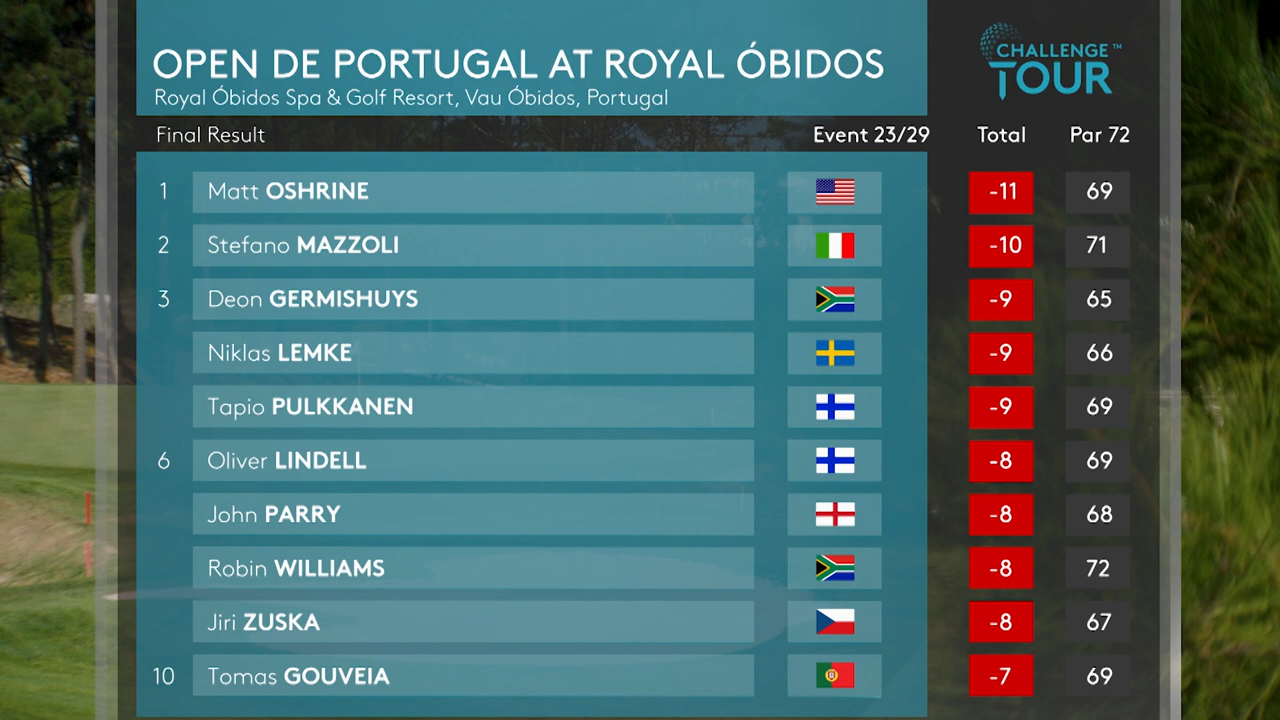 OPEN DE PORTUGAL AT ROYAL ÓBIDOS
Royal Óbidos Spa & Golf Resort, Vau Óbidos, Portugal
CHALLENGE™
TOUR
Final Result Event 23/29 Total Par 72
1 Matt OSHRINE -11 69
2 Stefano MAZZOLI -10 71
3 Deon GERMISHUYS -9 65
Niklas LEMKE -9 66
Tapio PULKKANEN -9 69
6 Oliver LINDELL -8 69
John PARRY -8 68
Robin WILLIAMS -8 72
Jiri ZUSKA -8 67
10 Tomas GOUVEIA -7 69